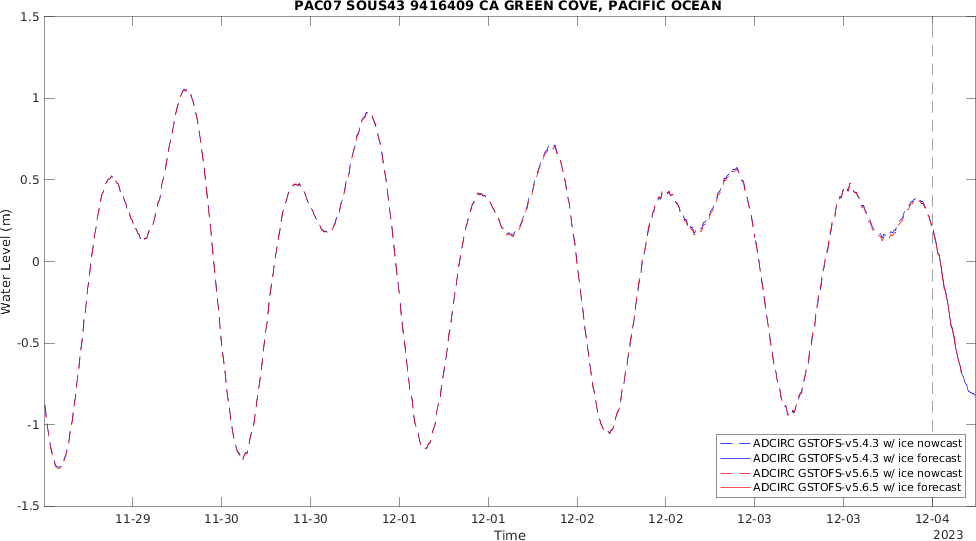 PAC07 SOUS43 9416409 CA GREEN COVE, PACIFIC OCEAN
1.5
1
0.5
0
-0.5
-1
-1.5
Water Level (m)
11-29
11-30
11-30
12-01
12-01
12-02
12-02
12-03
12-03
12-04
2023
Time
ADCIRC GSTOFS-v5.4.3 w/ ice nowcast
ADCIRC GSTOFS-v5.4.3 w/ ice forecast
ADCIRC GSTOFS-v5.6.5 w/ ice nowcast
ADCIRC GSTOFS-v5.6.5 w/ ice forecast